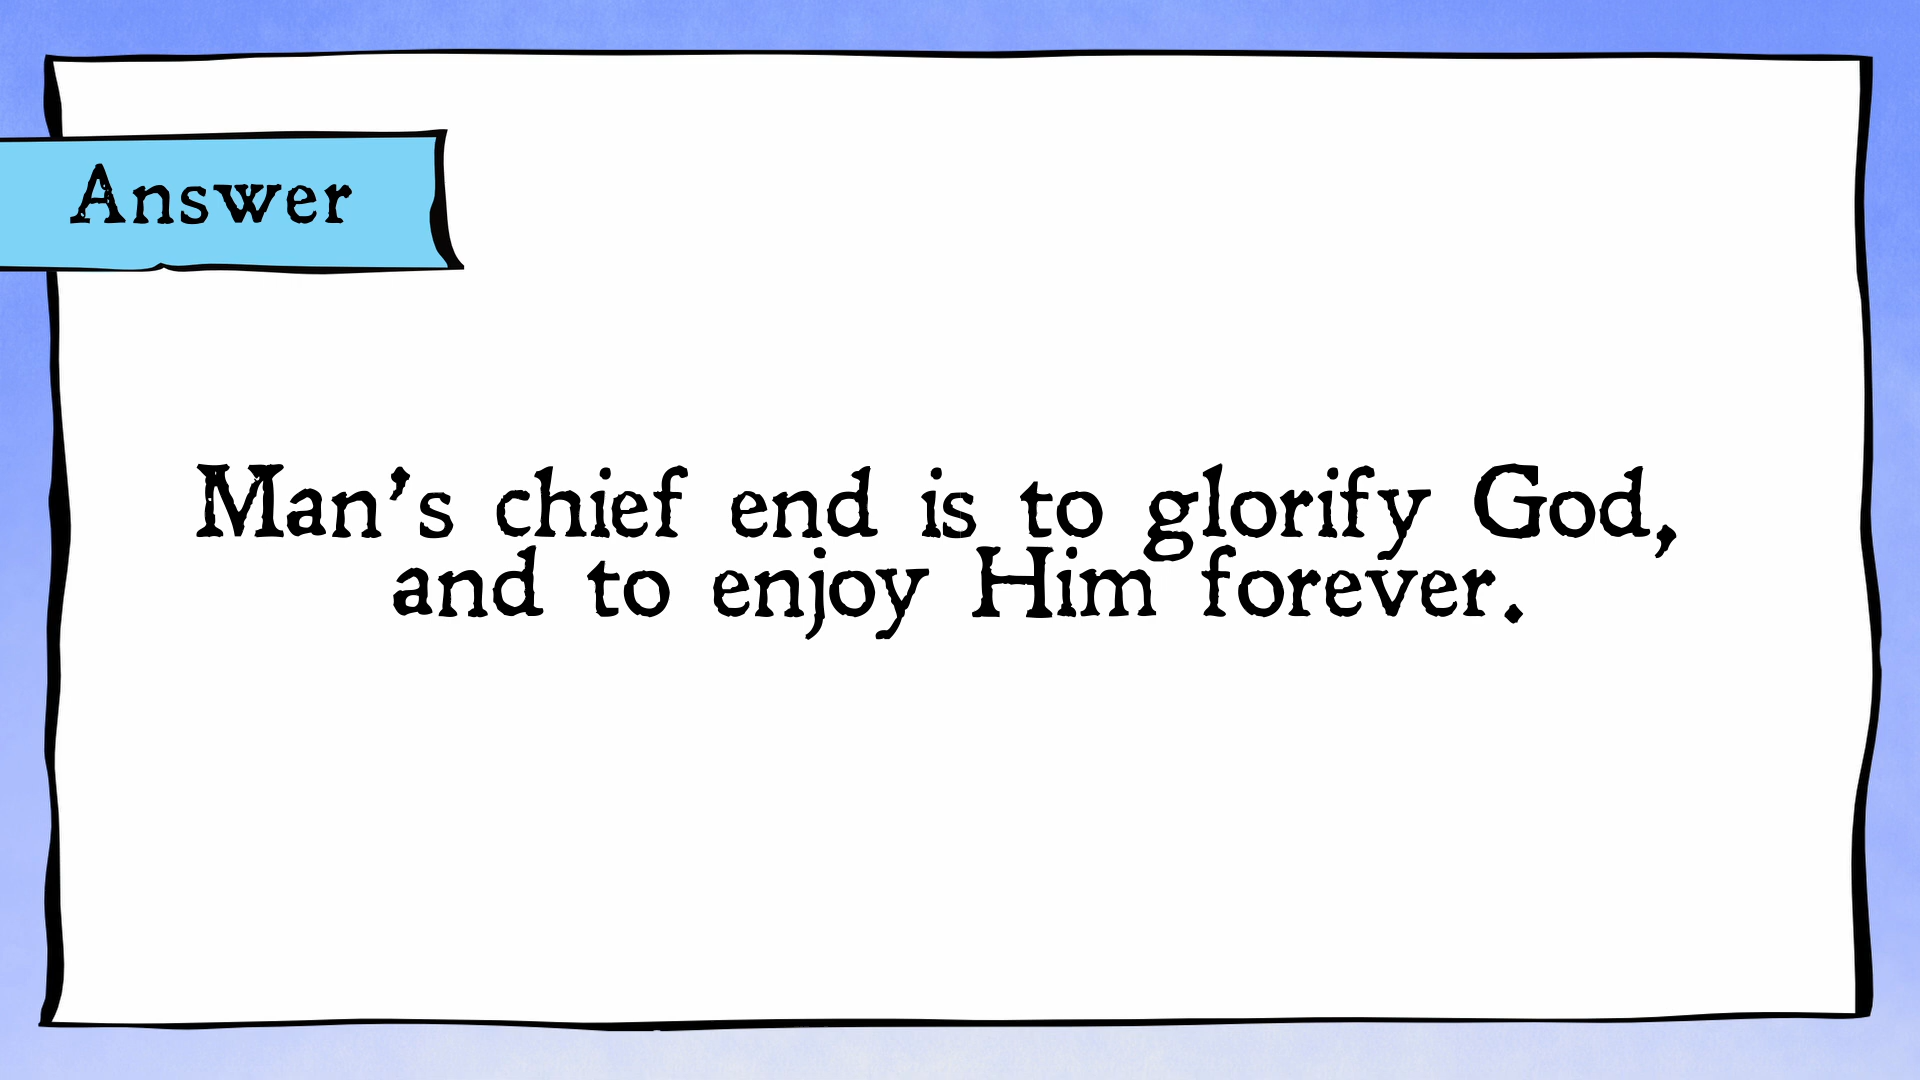 Answer
Man’s chief end is to glorify God,
and to enjoy Him forever.